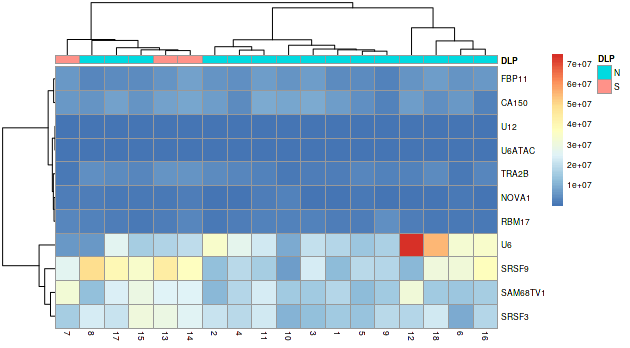 DLP
FBP11
CA150
U12
U6ATAC
TRA2B
NOVA1
RBM17
U6
SRSF9
SAM68TV1
SRSF3
7 8 17 15 13 14 2 4 11 10 3 1 5 9 12 18 6 16
7e+07
6e+07
5e+07
4e+07
3e+07
2e+07
1e+07
DLP
N
S